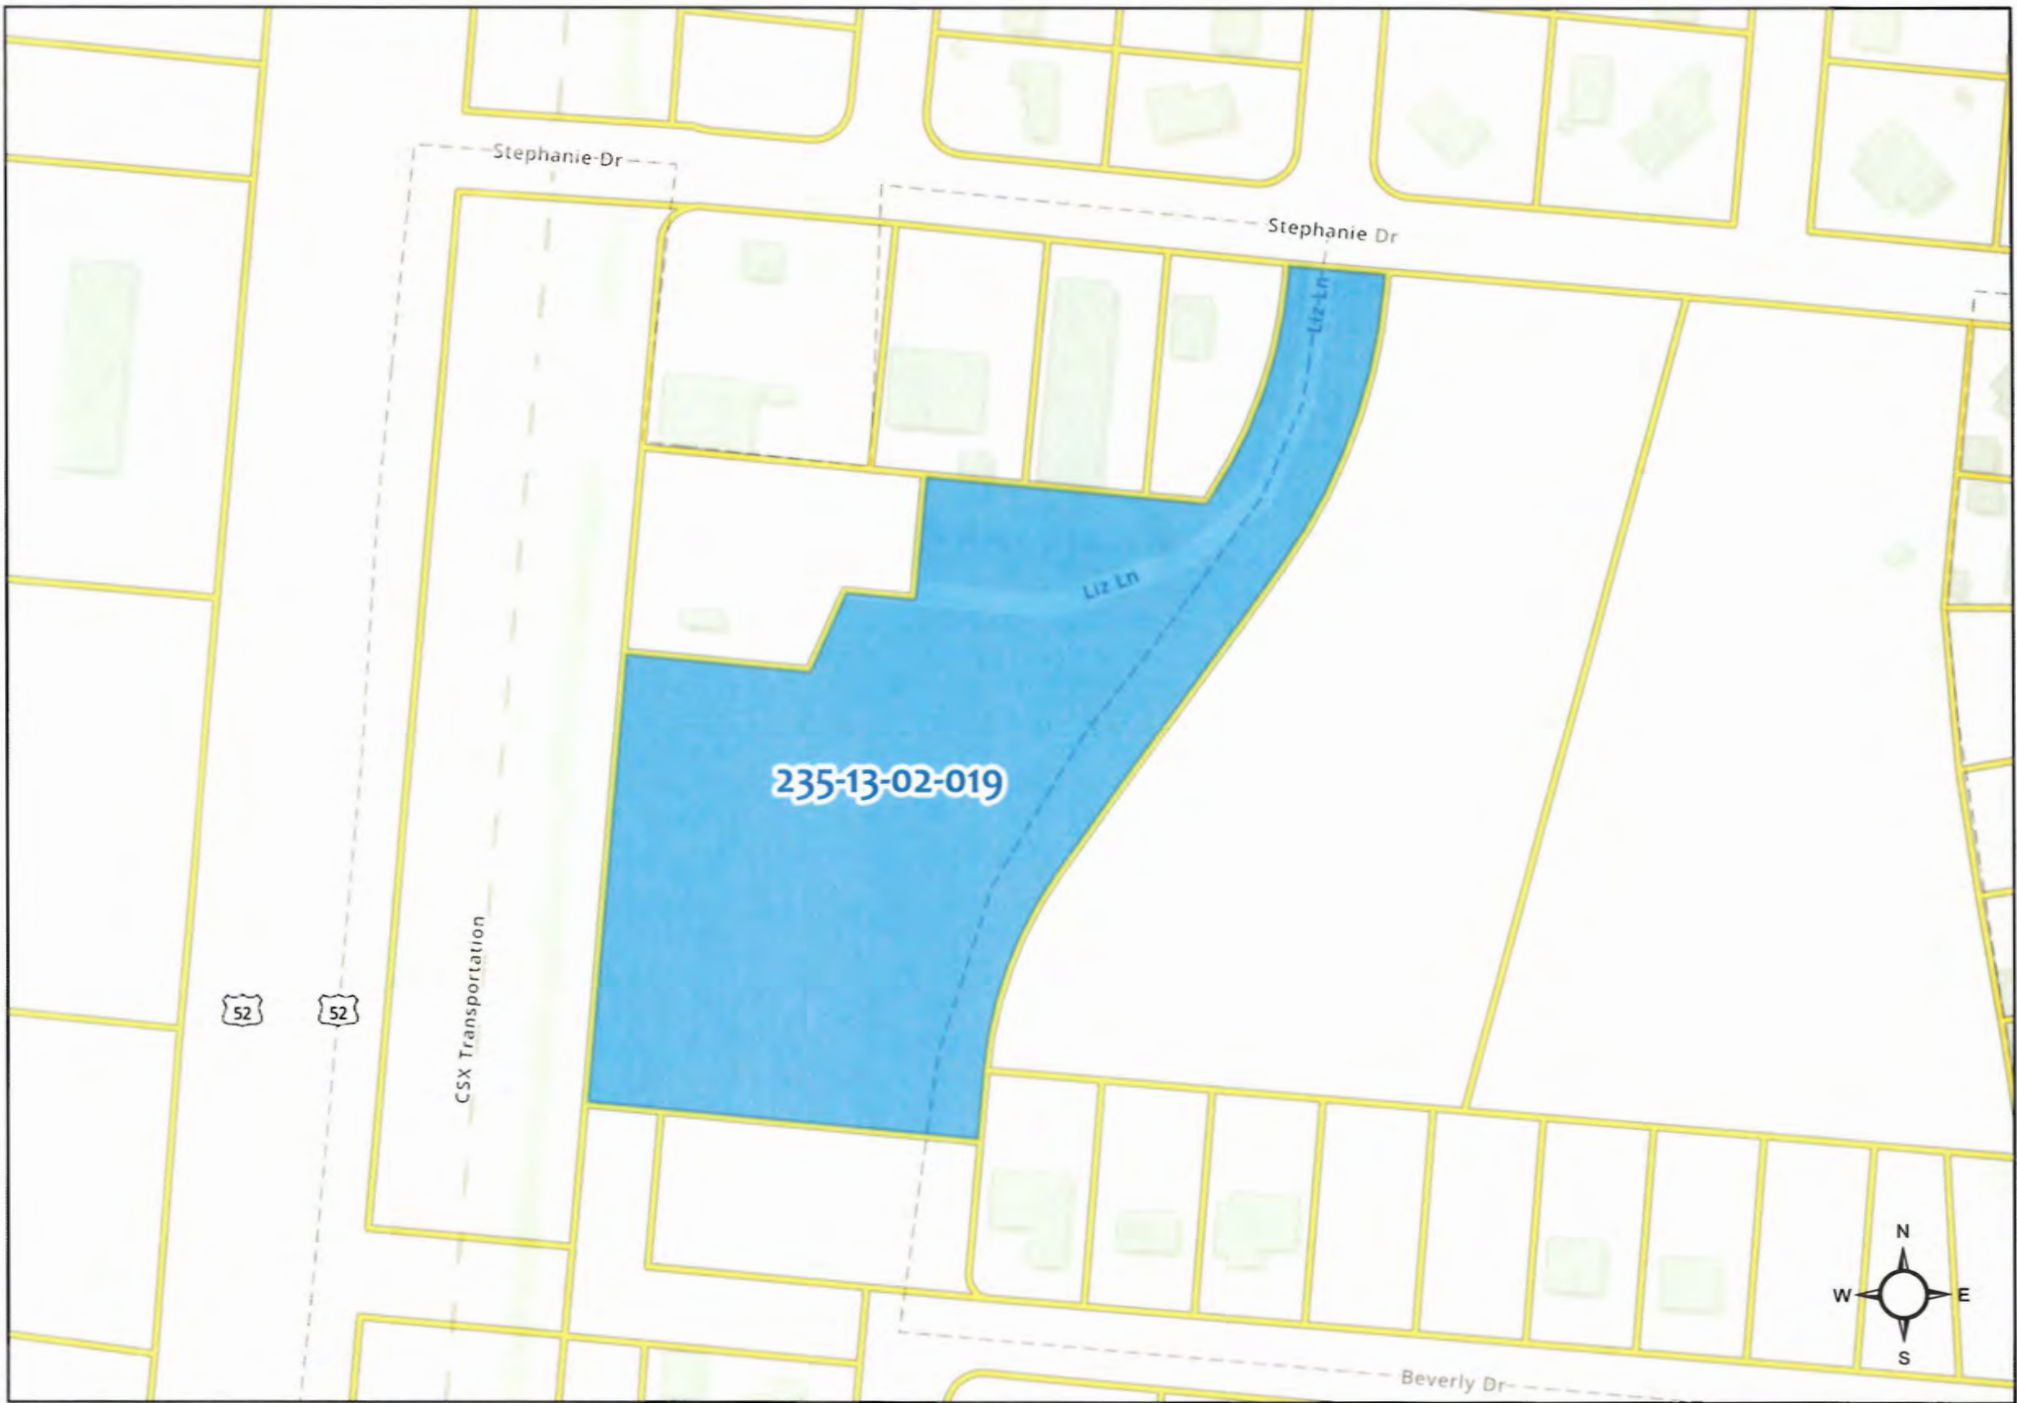 Stephanie Dr
Stephanie Dr
Liz Ln
Liz Ln
235-13-02-019
52
52
CSX Transportation
N
W
E
S
Beverly Dr